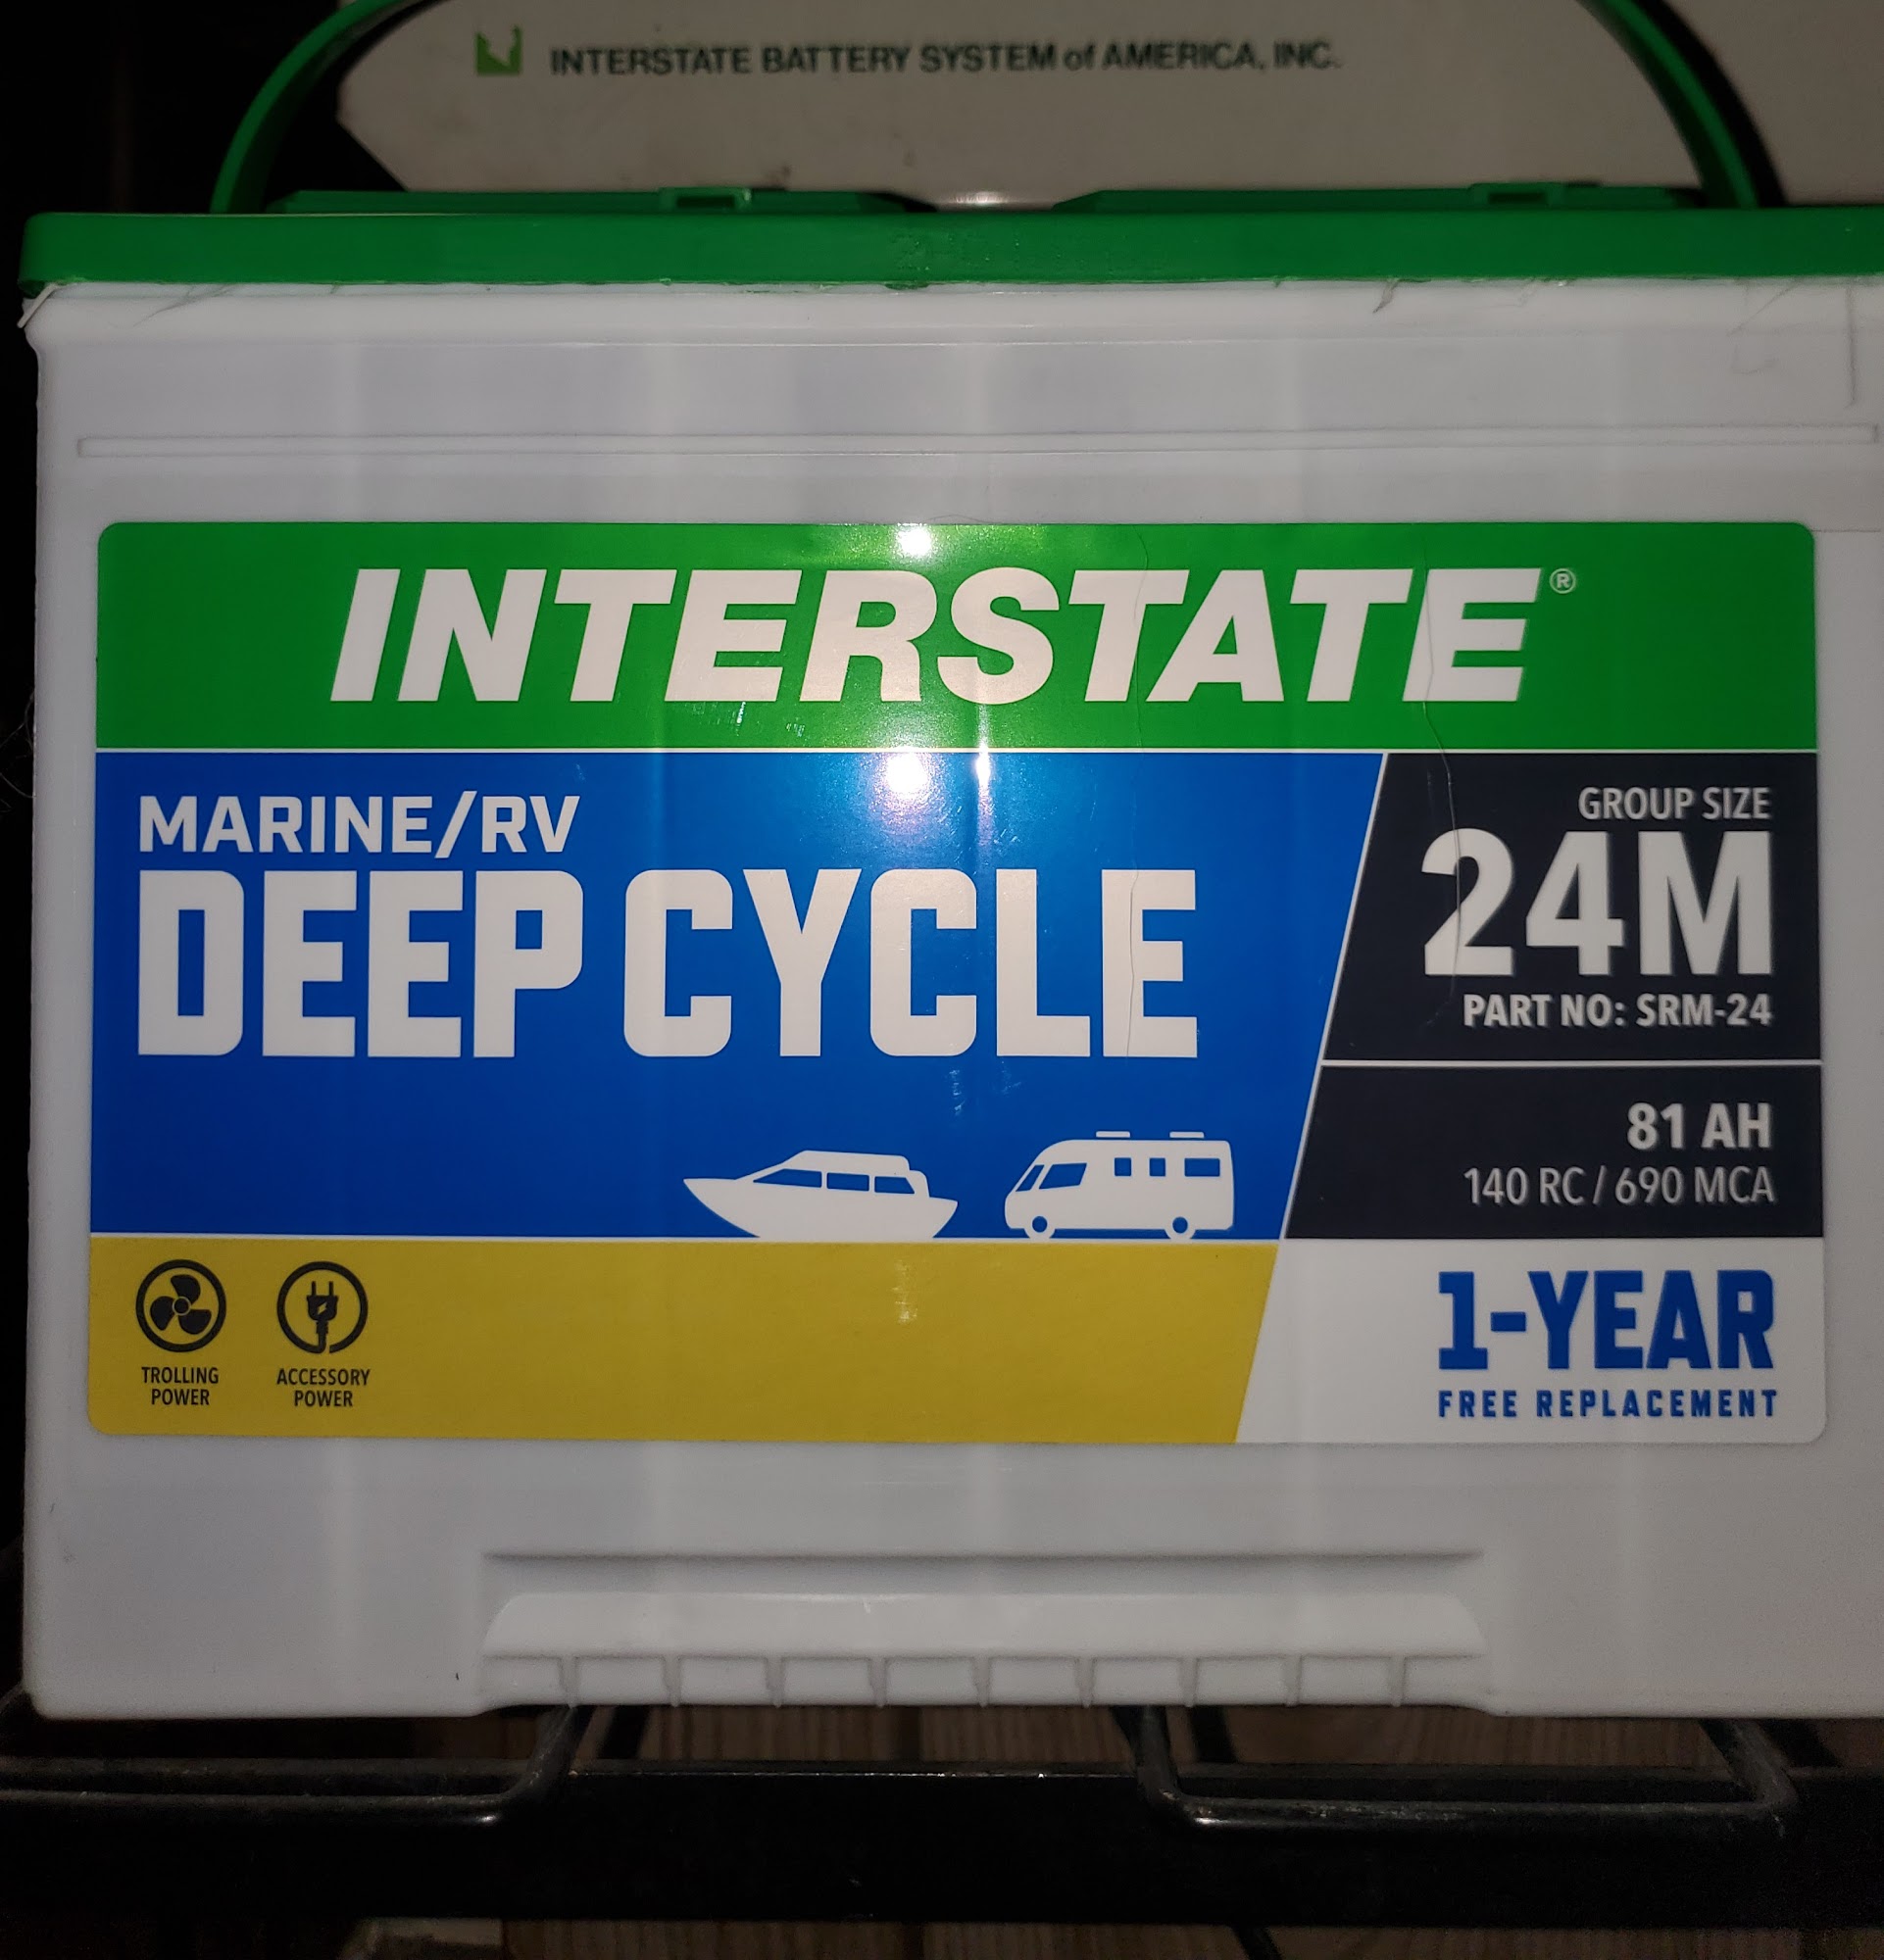 INTERSTATE BATTERY SYSTEM of AMERICA, INC.
INTERSTATE®
MARINE/RV
DEEP CYCLE
GROUP SIZE
24M
PART NO: SRM-24
81 AH
140 RC / 690 MCA
TROLLING
POWER
ACCESSORY
POWER
1-YEAR
FREE REPLACEMENT